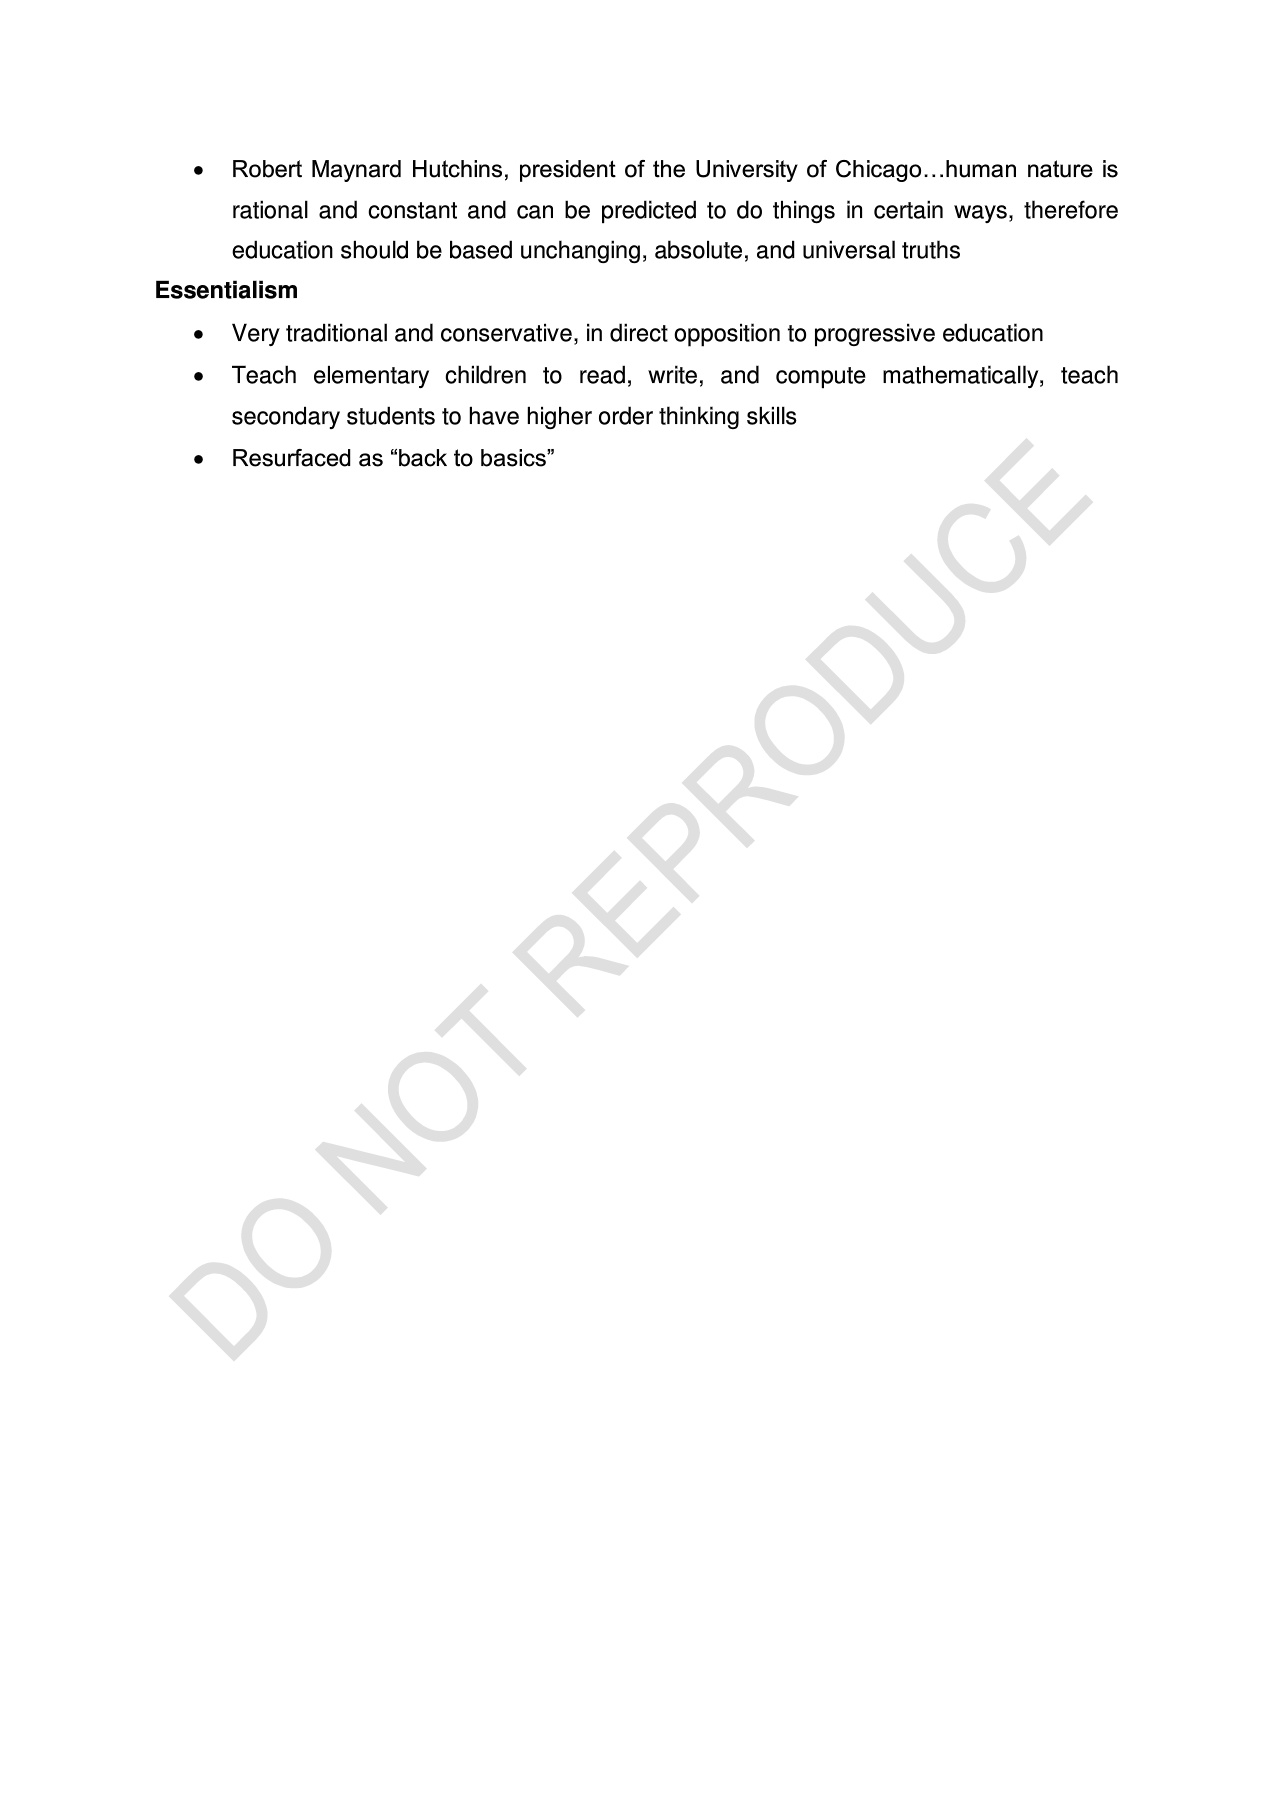 • Robert Maynard Hutchins, president of the University of Chicago…human nature is
rational and constant and can be predicted to do things in certain ways, therefore
education should be based unchanging, absolute, and universal truths
Essentialism
• Very traditional and conservative, in direct opposition to progressive education
• Teach elementary children to read, write, and compute mathematically, teach
secondary students to have higher order thinking skills
• Resurfaced as “back to basics”
DO NOT REPRODUCE